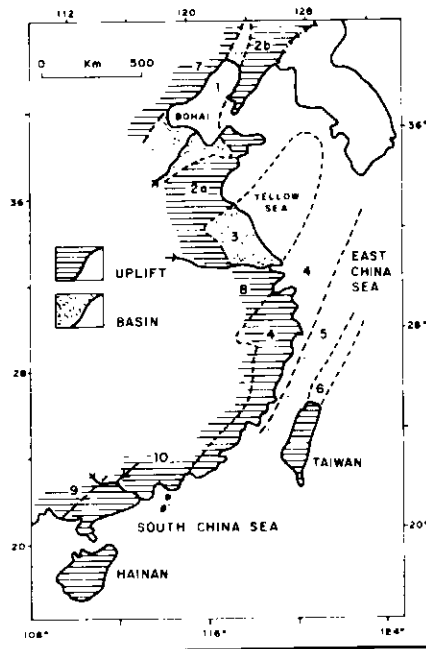 112 120 128
0 Km 500
7
2b
1
BOHAI
36°
2a
YELLOW
SEA
36
3
UPLIFT
4
EAST
CHINA
SEA
BASIN
8
28°
4
5
28
6
TAIWAN
10
9
SOUTH CHINA SEA
20°
20
HAINAN
108° 116° 124°